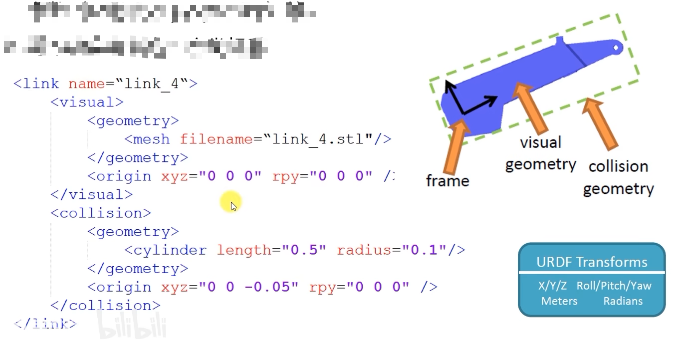 <link name=“link_4“>
<visual>
<geometry>
<mesh filename=“link_4.stl"/>
</geometry>
<origin xyz="0 0 0" rpy="0 0 0" />
</visual>
<collision>
<geometry>
<cylinder length="0.5" radius="0.1"/>
</geometry>
<origin xyz="0 0 -0.05" rpy="0 0 0" />
</collision>
</link>
bilibili
frame
visual
geometry
collision
geometry
URDF Transforms
X/Y/Z Roll/Pitch/Yaw
Meters Radians